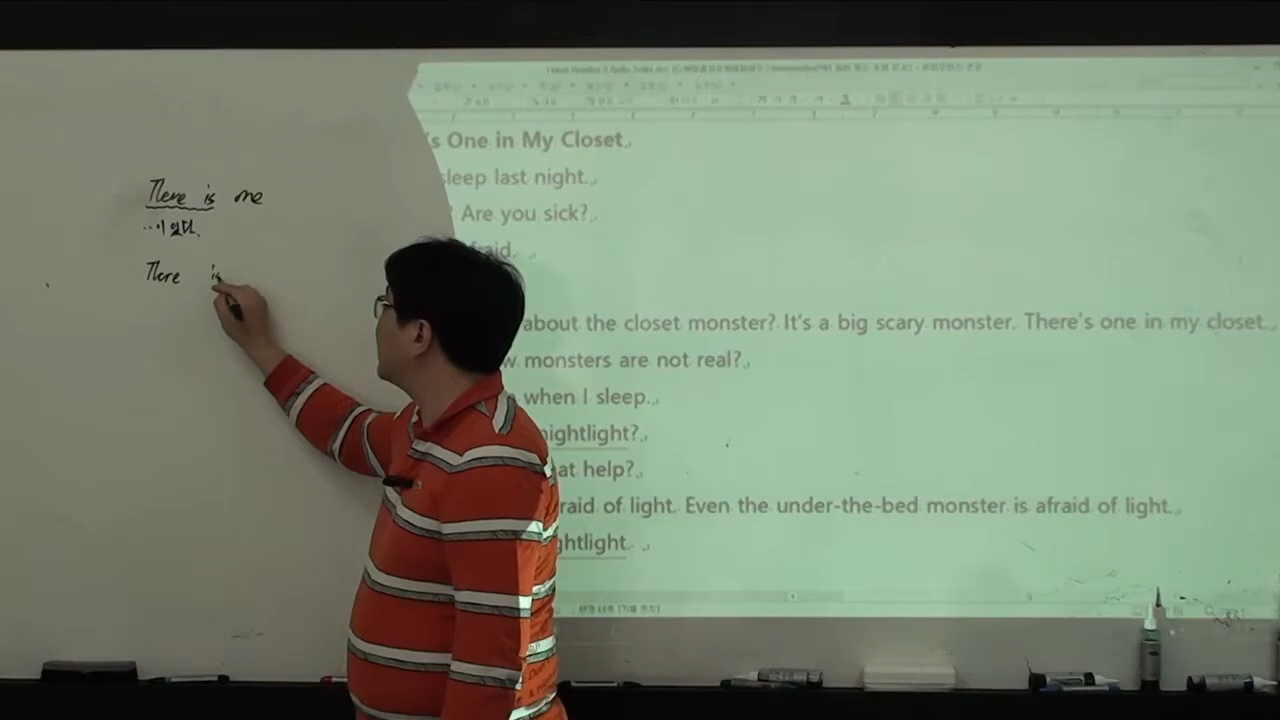 There is one
...이 있다.
There is
's One in My Closet
sleep last night.
Are you sick?
afraid.
about the closet monster? It's a big scary monster. There's one in my closet.
monsters are not real?
when I sleep.
nightlight?
at help?
raid of light. Even the under-the-bed monster is afraid of light.
ghtlight.